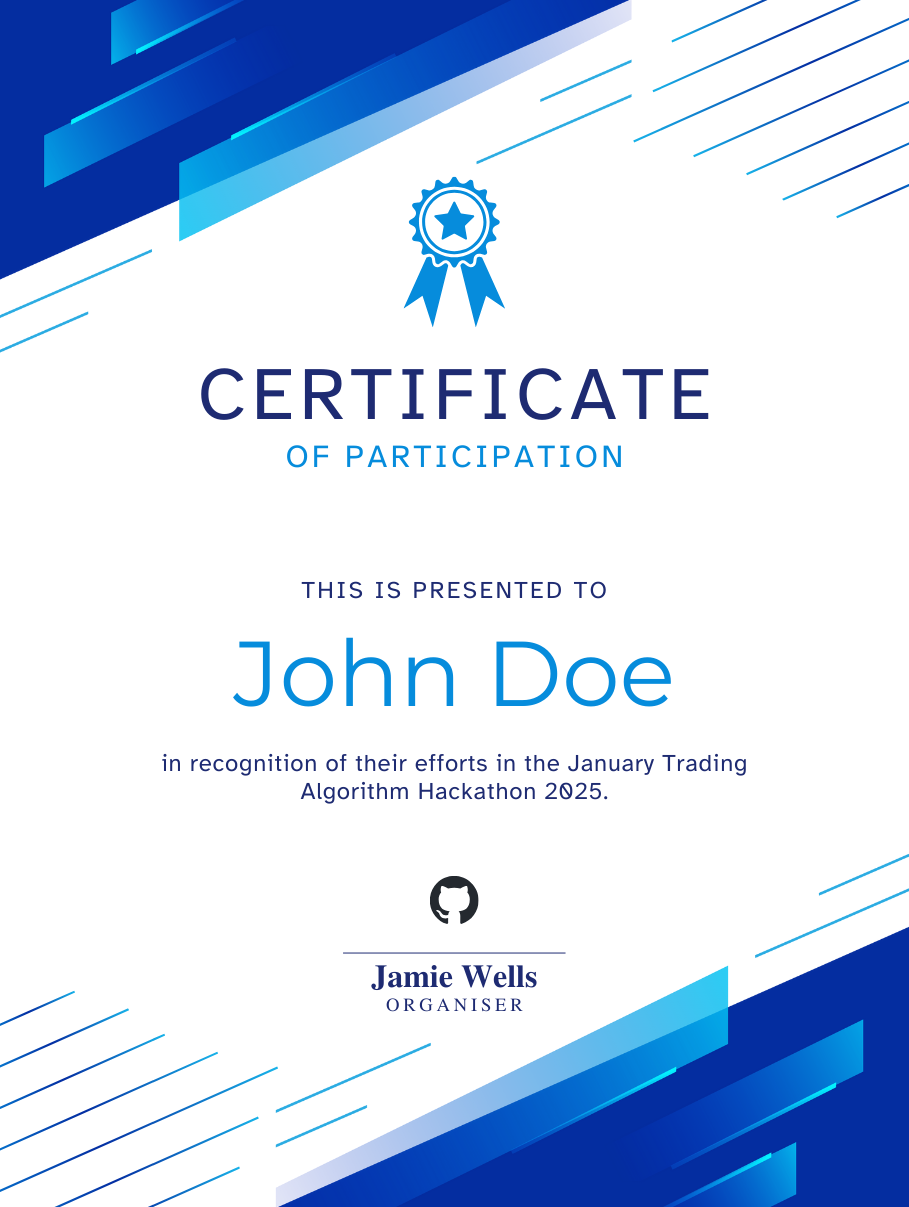 CERTIFICATE
OF PARTICIPATION
THIS IS PRESENTED TO
John Doe
in recognition of their efforts in the January Trading
Algorithm Hackathon 2025.
Jamie Wells
ORGANISER